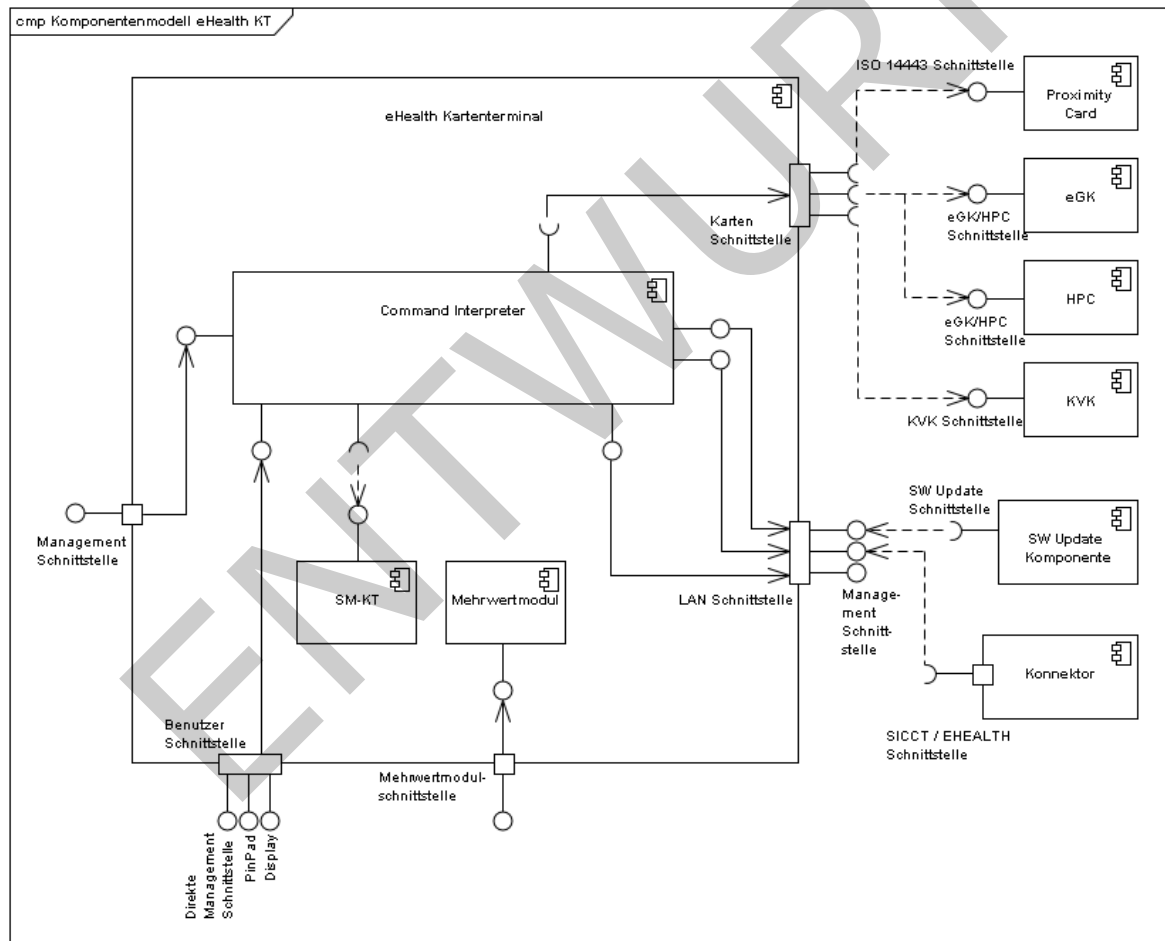 cmp Komponentenmodell eHealth KT
eHealth Kartenterminal
ISO 14443 Schnittstelle
Proximity
Card
Karten
Schnittstelle
eGK
eGK/HPC
Schnittstelle
Command Interpreter
HPC
eGK/HPC
Schnittstelle
KVK
KVK Schnittstelle
Management
Schnittstelle
SW Update
Schnittstelle
SW Update
Komponente
SM-KT
Mehrwertmodul
LAN Schnittstelle
Manage-
ment
Schnitt-
stelle
Konnektor
SICCT / EHEALTH
Schnittstelle
Benutzer
Schnittstelle
Mehrwertmodul-
schnittstelle
Direkte
Management
Schnittstelle
PinPad
Display
ENTWURF